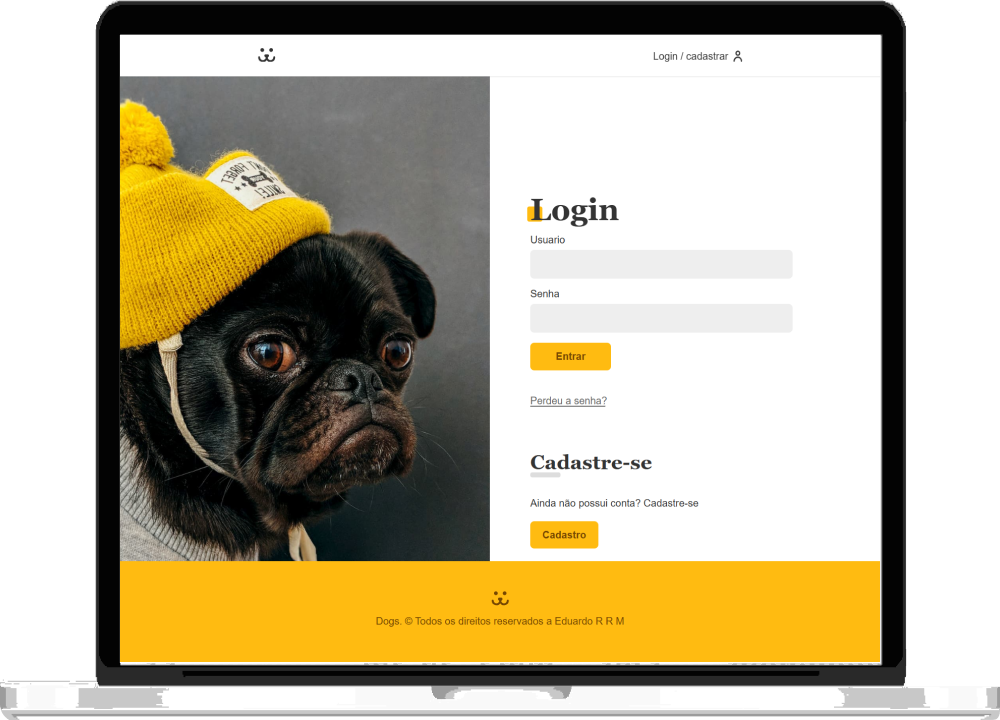 Login / cadastrar
Login
Usuario
Senha
Entrar
Perdeu a senha?
Cadastre-se
Ainda não possui conta? Cadastre-se
Cadastro
Dogs. © Todos os direitos reservados a Eduardo R R M